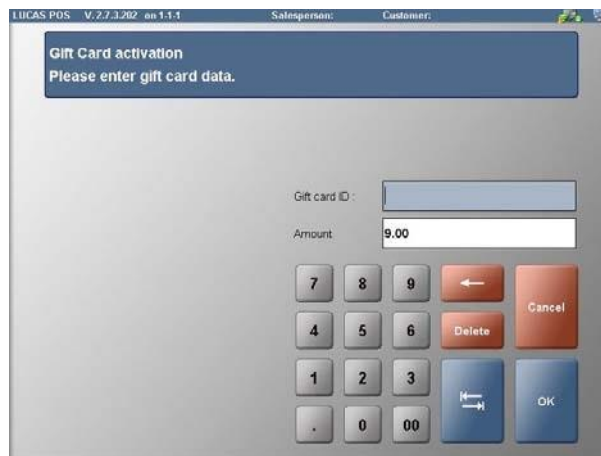 LUCAS POS V. 2.7.3.202 on 1-1-1 Salesperson: Customer:
Gift Card activation
Please enter gift card data.
Gift card ID :
Amount 9.00
7 8 9
Cancel
4 5 6 Delete
1 2 3
OK
. 0 00